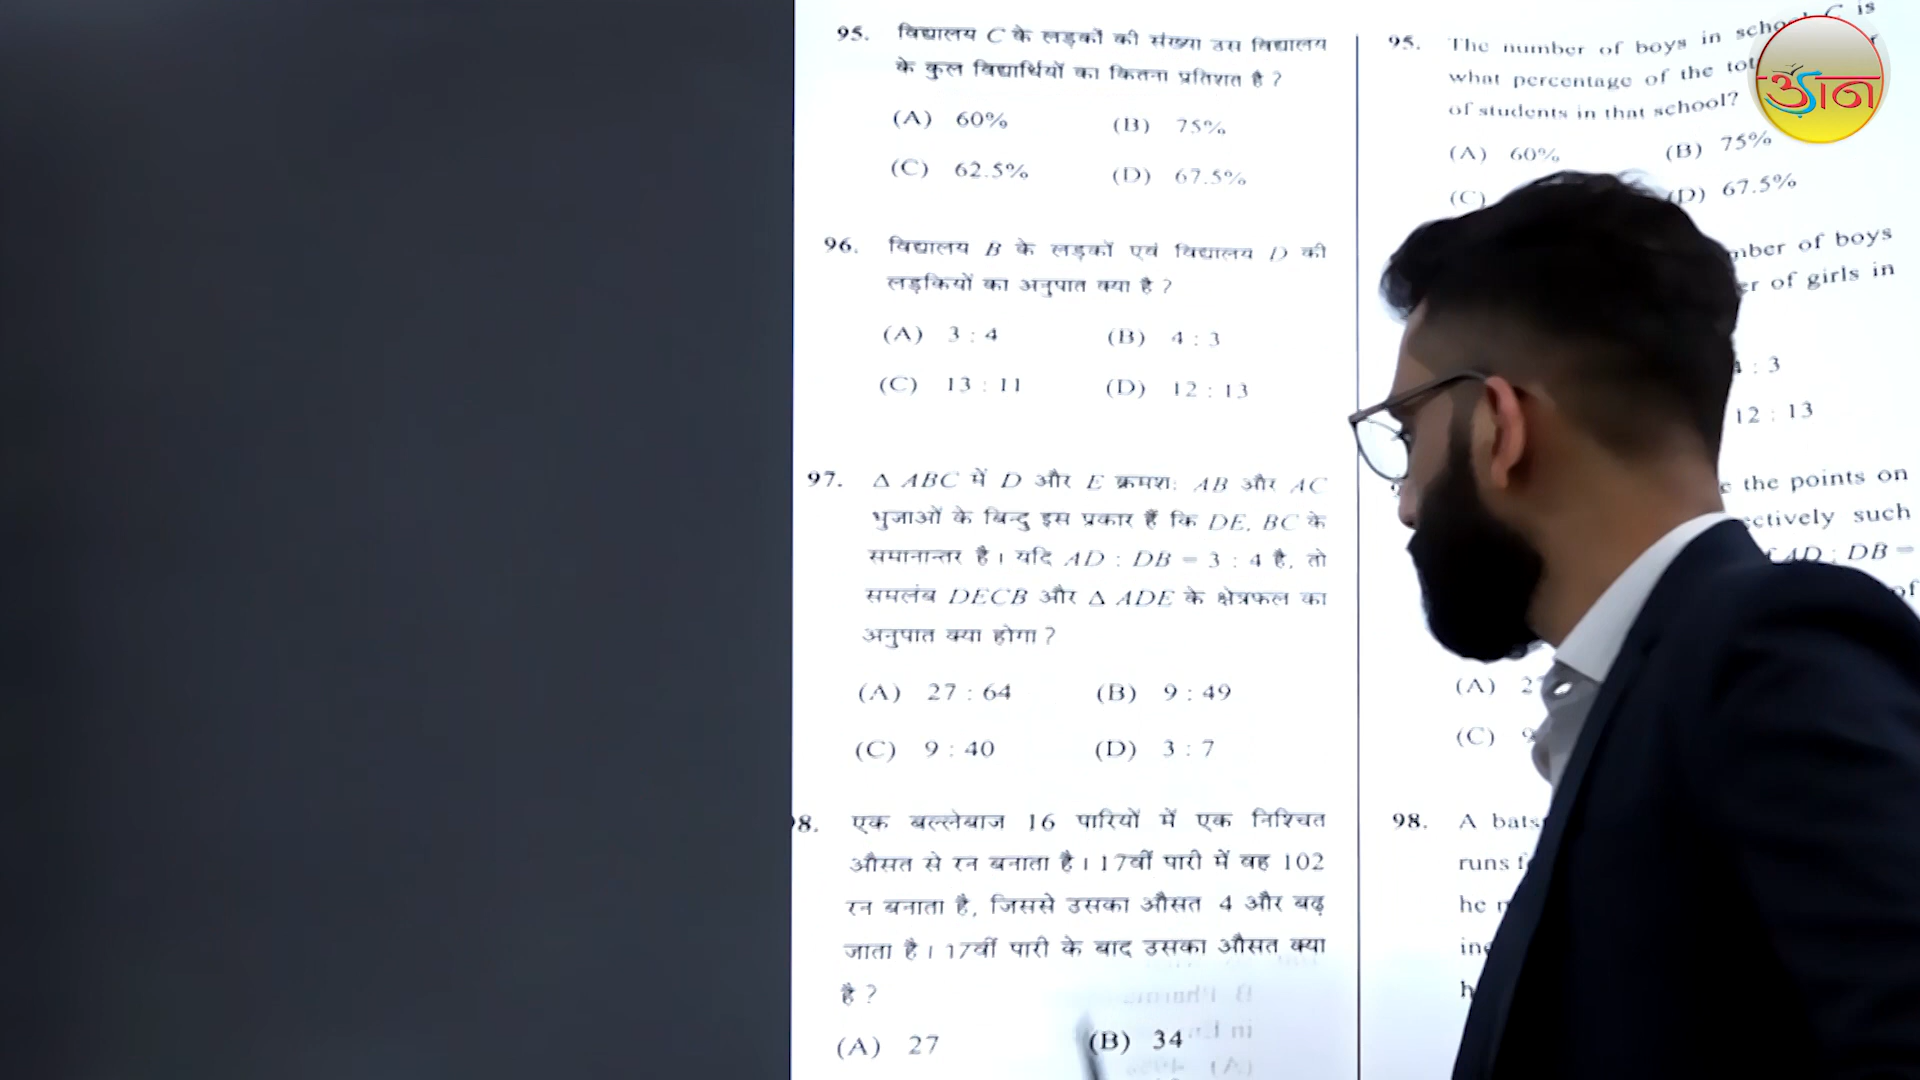 95. विद्यालय C के लड़कों की संख्या उस विद्यालय
के कुल विद्यार्थियों का कितना प्रतिशत है ?
(A) 60% (B) 75%
(C) 62.5% (D) 67.5%
96. विद्यालय B के लड़कों एवं विद्यालय D की
लड़कियों का अनुपात क्या है ?
(A) 3 : 4 (B) 4 : 3
(C) 13 : 11 (D) 12 : 13
97. Δ ABC में D और E क्रमश: AB और AC
भुजाओं के बिन्दु इस प्रकार हैं कि DE, BC के
समानान्तर है। यदि AD : DB = 3 : 4 है, तो
समलंब DECB और Δ ADE के क्षेत्रफल का
अनुपात क्या होगा ?
(A) 27 : 64 (B) 9 : 49
(C) 9 : 40 (D) 3 : 7
98. एक बल्लेबाज 16 पारियों में एक निश्चित
औसत से रन बनाता है। 17वीं पारी में वह 102
रन बनाता है, जिससे उसका औसत 4 और बढ़
जाता है। 17वीं पारी के बाद उसका औसत क्या
है ?
(A) 27 (B) 34
95. The number of boys in school C is
what percentage of the
of students in that school?
(A) 60% (B) 75%
(C) (D) 67.5%
of boys
of girls in
: 3
12 : 13
the points on
such
AD : DB =
of
(A)
(C)
98. A
runs
he
उड़ान